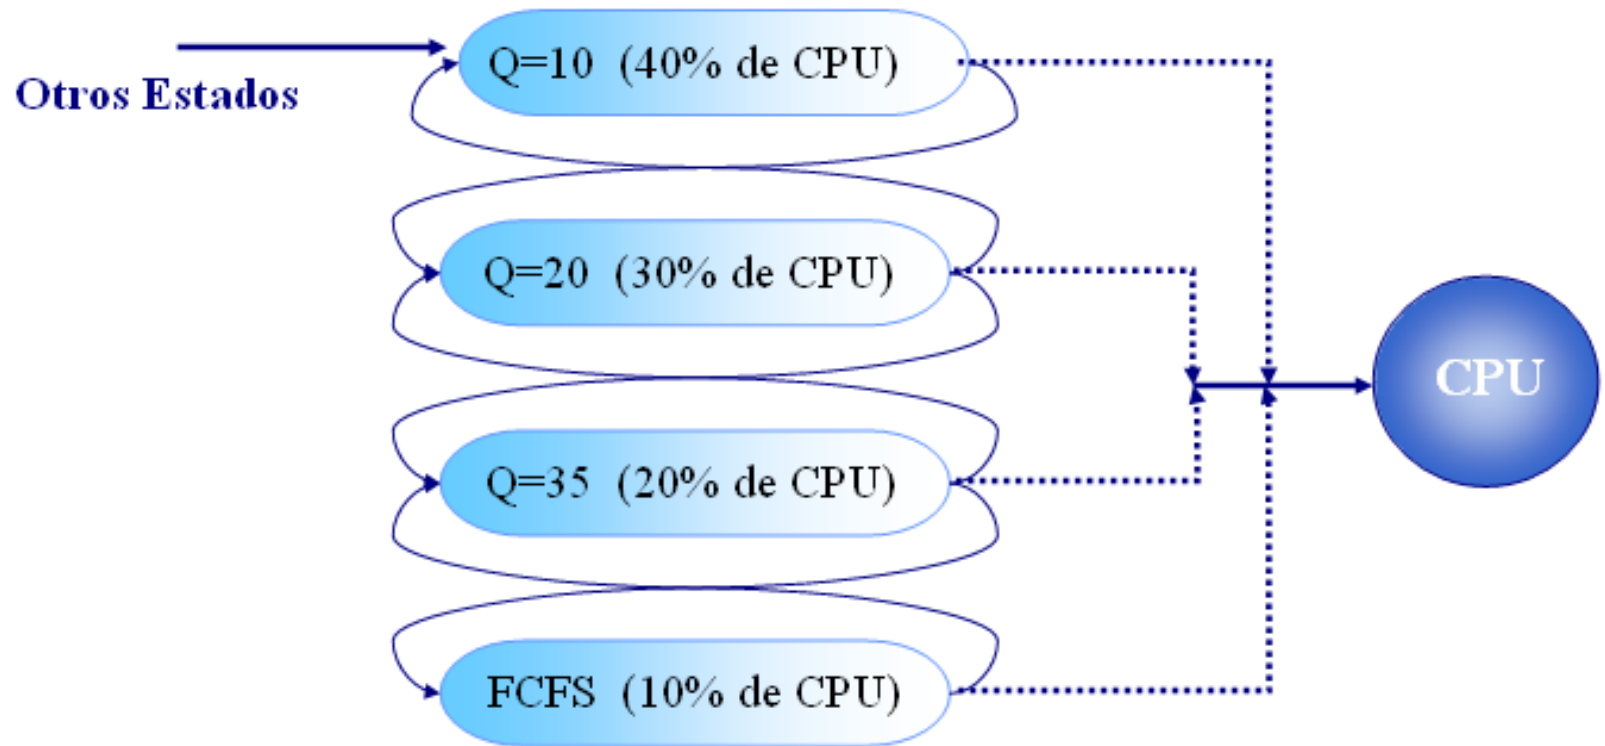 Otros Estados
Q=10 (40% de CPU)
Q=20 (30% de CPU)
Q=35 (20% de CPU)
FCFS (10% de CPU)
CPU